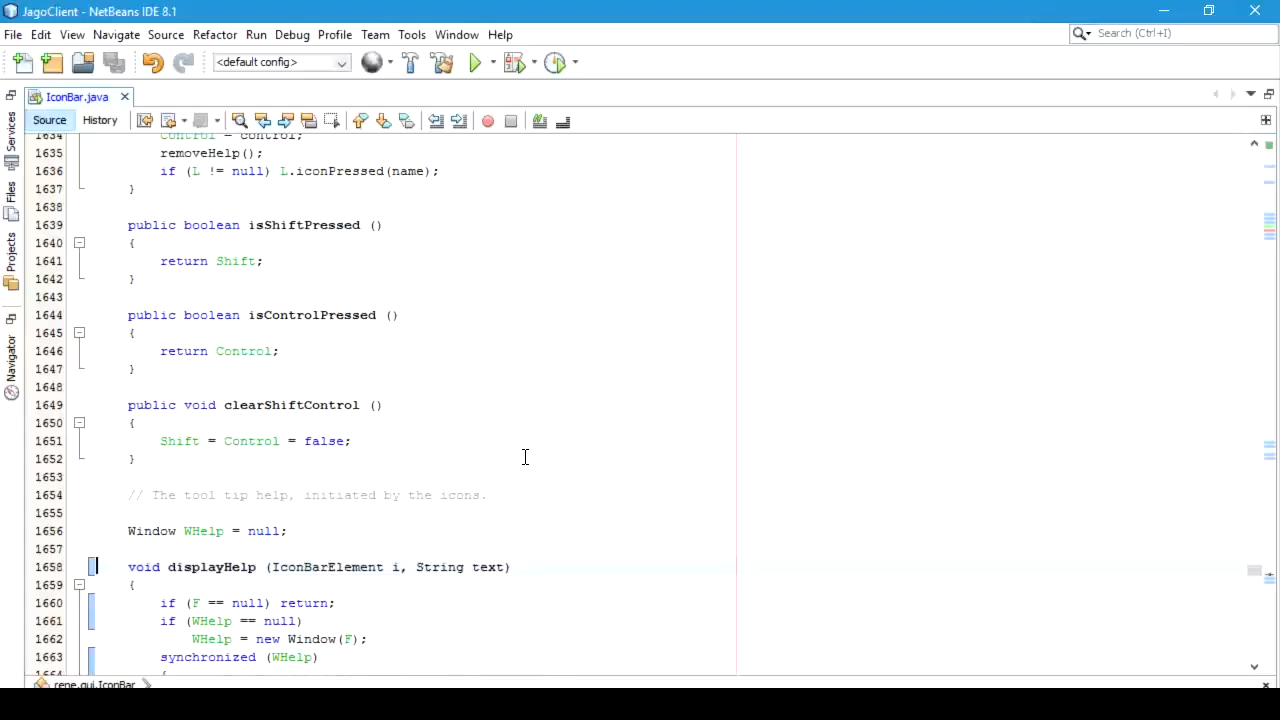 JagoClient - NetBeans IDE 8.1
File Edit View Navigate Source Refactor Run Debug Profile Team Tools Window Help
Search (Ctrl+I)
<default config>
IconBar.java
Source History
Services
Files
Projects
Navigator
1634 Control = control;
1635 removeHelp();
1636 if (L != null) L.iconPressed(name);
1637 }
1638
1639 public boolean isShiftPressed ()
1640 {
1641 return Shift;
1642 }
1643
1644 public boolean isControlPressed ()
1645 {
1646 return Control;
1647 }
1648
1649 public void clearShiftControl ()
1650 {
1651 Shift = Control = false;
1652 }
1653
1654 // The tool tip help, initiated by the icons.
1655
1656 Window WHelp = null;
1657
1658 void displayHelp (IconBarElement i, String text)
1659 {
1660 if (F == null) return;
1661 if (WHelp == null)
1662 WHelp = new Window(F);
1663 synchronized (WHelp)
1664 {
rene.gui.IconBar